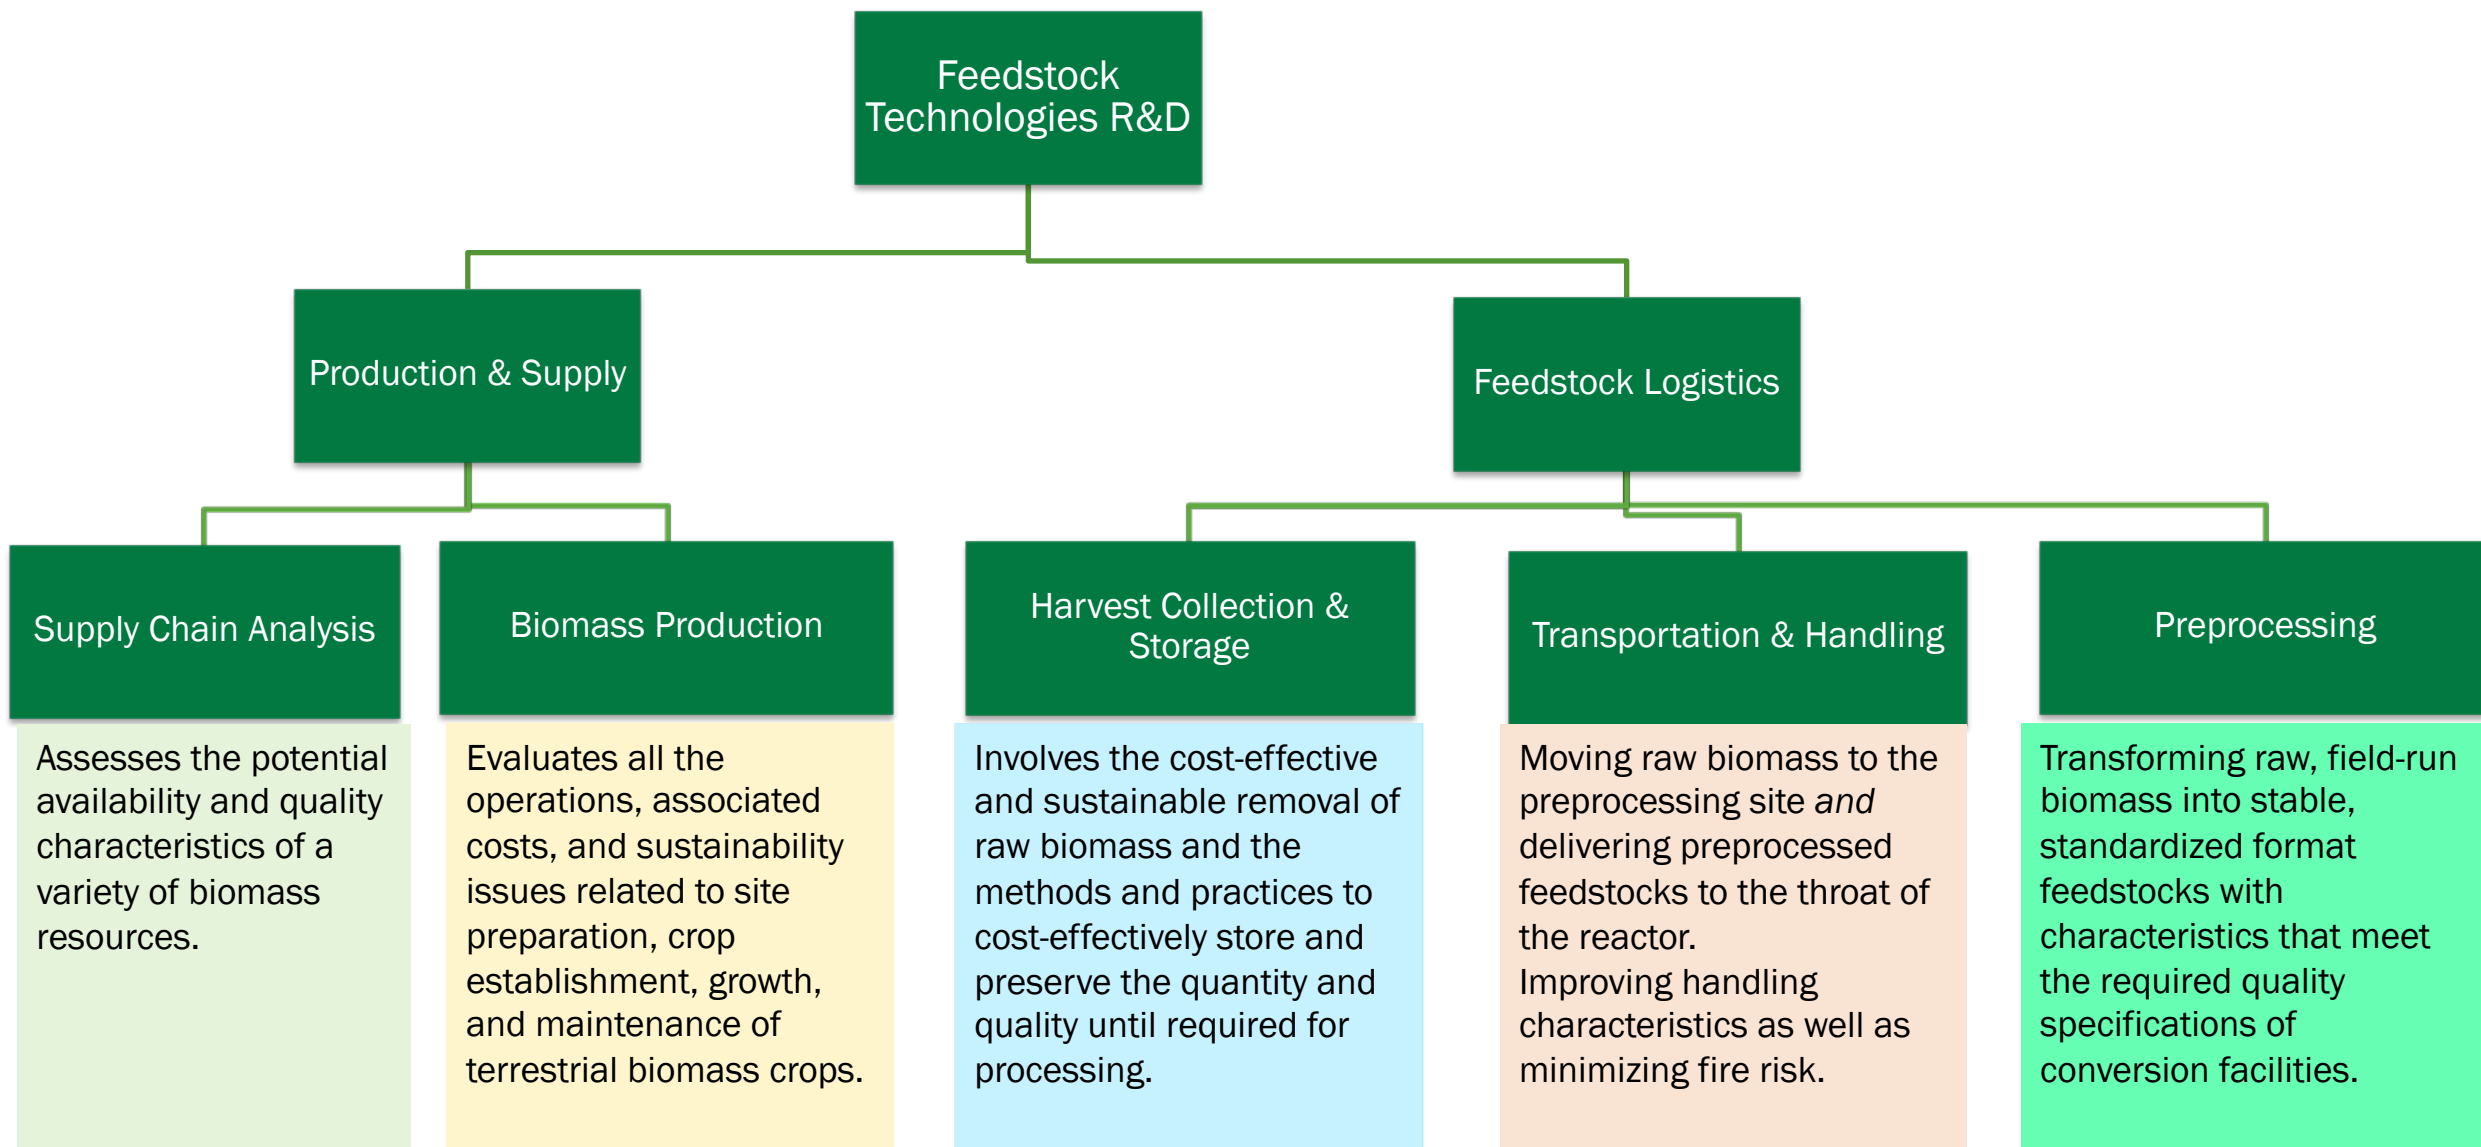 Feedstock
Technologies R&D
Production & Supply
Feedstock Logistics
Supply Chain Analysis
Biomass Production
Harvest Collection &
Storage
Transportation & Handling
Preprocessing
Assesses the potential
availability and quality
characteristics of a
variety of biomass
resources.
Evaluates all the
operations, associated
costs, and sustainability
issues related to site
preparation, crop
establishment, growth,
and maintenance of
terrestrial biomass crops.
Involves the cost-effective
and sustainable removal of
raw biomass and the
methods and practices to
cost-effectively store and
preserve the quantity and
quality until required for
processing.
Moving raw biomass to the
preprocessing site and
delivering preprocessed
feedstocks to the throat of
the reactor.
Improving handling
characteristics as well as
minimizing fire risk.
Transforming raw, field-run
biomass into stable,
standardized format
feedstocks with
characteristics that meet
the required quality
specifications of
conversion facilities.